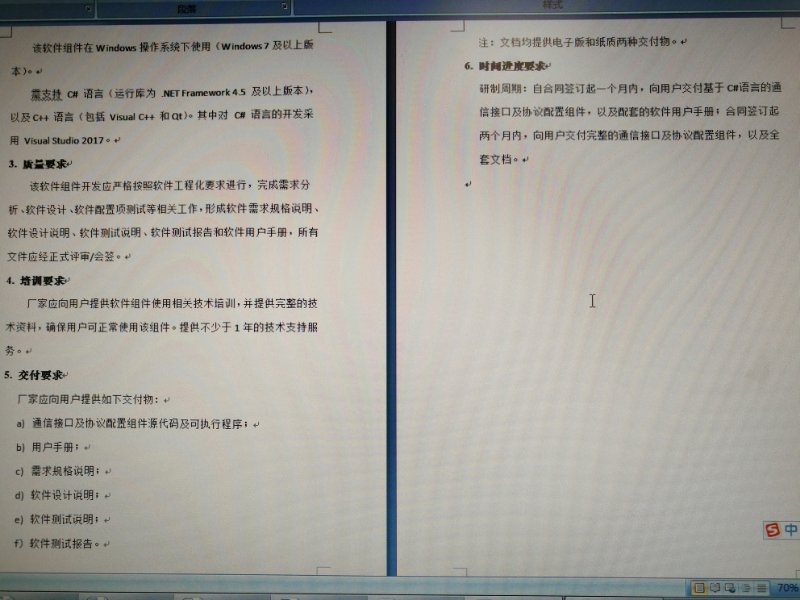 段落
样式
该软件组件在 Windows 操作系统下使用（Windows 7 及以上版
本）。
需支持 C# 语言（运行库为 .NET Framework 4.5 及以上版本），
以及 C++ 语言（包括 Visual C++ 和 Qt）。其中对 C# 语言的开发采
用 Visual Studio 2017。
3. 质量要求
该软件组件开发应严格按照软件工程化要求进行，完成需求分
析、软件设计、软件配置项测试等相关工作，形成软件需求规格说明、
软件设计说明、软件测试说明、软件测试报告和软件用户手册，所有
文件应经正式评审/会签。
4. 培训要求
厂家应向用户提供软件组件使用相关技术培训，并提供完整的技
术资料，确保用户可正常使用该组件。提供不少于 1 年的技术支持服
务。
5. 交付要求
厂家应向用户提供如下交付物：
a) 通信接口及协议配置组件源代码及可执行程序；
b) 用户手册；
c) 需求规格说明；
d) 软件设计说明；
e) 软件测试说明；
f) 软件测试报告。
注：文档均提供电子版和纸质两种交付物。
6. 时间进度要求
研制周期：自合同签订起一个月内，向用户交付基于 C#语言的通
信接口及协议配置组件，以及配套的软件用户手册；合同签订起
两个月内，向用户交付完整的通信接口及协议配置组件，以及全
套文档。
S 中
70%